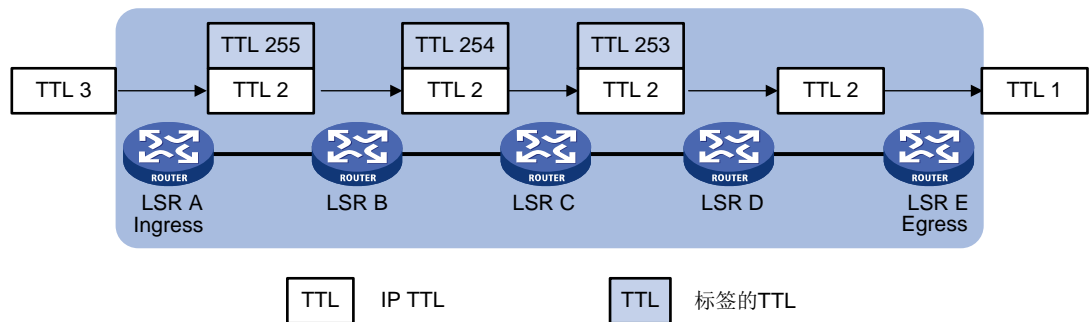 TTL 255
TTL 254
TTL 253
TTL 3
TTL 2
TTL 2
TTL 2
TTL 2
TTL 1
ROUTER
ROUTER
ROUTER
ROUTER
ROUTER
LSR A
Ingress
LSR B
LSR C
LSR D
LSR E
Egress
TTL
IP TTL
TTL
标签的TTL